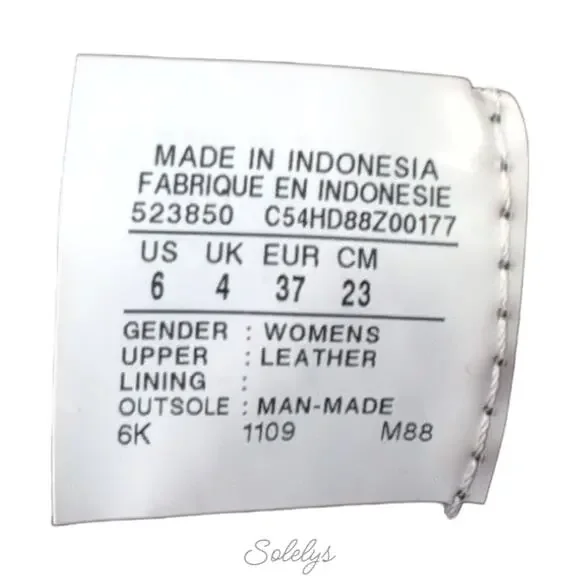 MADE IN INDONESIA
FABRIQUE EN INDONESIE
523850 C54HD88Z00177
US UK EUR CM
6 4 37 23
GENDER : WOMENS
UPPER : LEATHER
LINING :
OUTSOLE : MAN-MADE
6K 1109 M88
Solelys